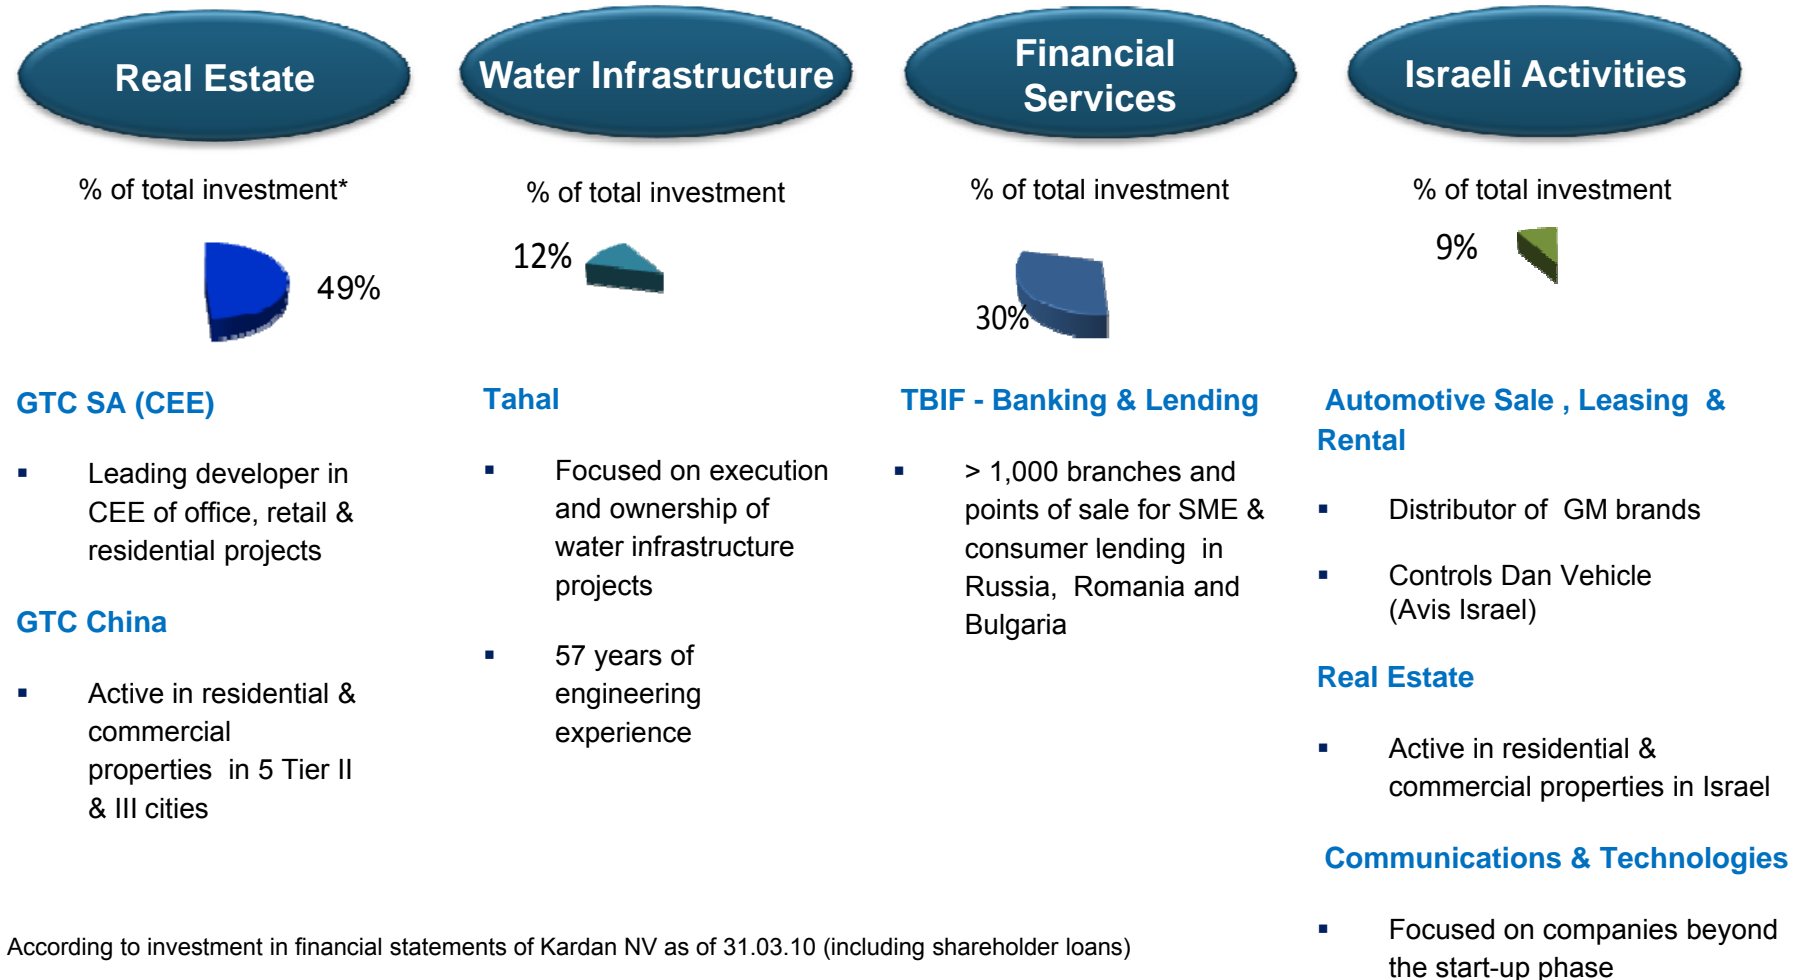 Real Estate
% of total investment*
49%
GTC SA (CEE)
▪ Leading developer in
CEE of office, retail &
residential projects
GTC China
▪ Active in residential &
commercial
properties in 5 Tier II
& III cities
Water Infrastructure
% of total investment
12%
Tahal
▪ Focused on execution
and ownership of
water infrastructure
projects
▪ 57 years of
engineering
experience
Financial
Services
% of total investment
30%
TBIF - Banking & Lending
▪ > 1,000 branches and
points of sale for SME &
consumer lending in
Russia, Romania and
Bulgaria
Israeli Activities
% of total investment
9%
Automotive Sale , Leasing &
Rental
▪ Distributor of GM brands
▪ Controls Dan Vehicle
(Avis Israel)
Real Estate
▪ Active in residential &
commercial properties in Israel
Communications & Technologies
▪ Focused on companies beyond
the start-up phase
According to investment in financial statements of Kardan NV as of 31.03.10 (including shareholder loans)